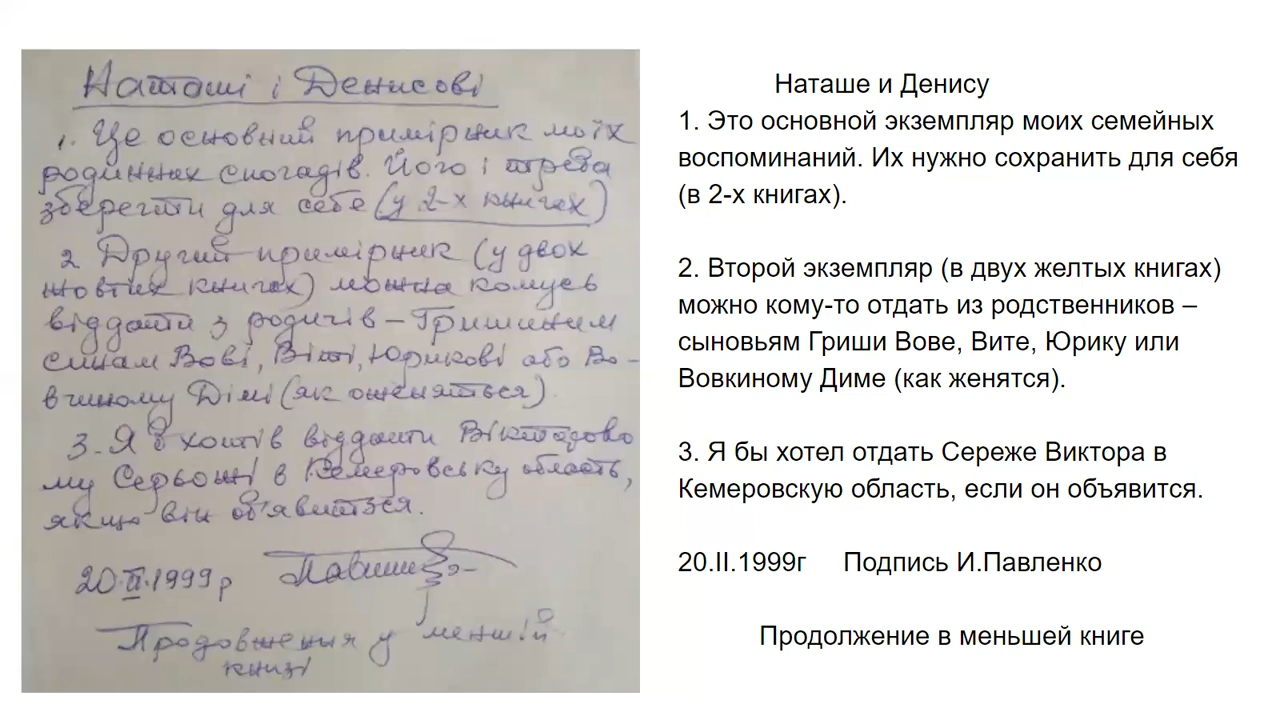 Наташі і Денисові
1. Це основний примірник моїх
родинних спогадів. Його і треба
зберегти для себе (у 2-х книгах)
2. Другий примірник (у двох
жовтих книгах) можна комусь
віддати з родичів – Гришиним
синам Вові, Віті, Юрикові або Во-
вчиному Дімі (як оженяться).
3. Я б хотів віддати Вікторово
му Серьожі в Кемеровську область,
якщо він об'явиться.
20.II.1999 р
Продовження у меншій
книзі
Наташе и Денису
1. Это основной экземпляр моих семейных
воспоминаний. Их нужно сохранить для себя
(в 2-х книгах).
2. Второй экземпляр (в двух желтых книгах)
можно кому-то отдать из родственников –
сыновьям Гриши Вове, Вите, Юрику или
Вовкиному Диме (как женятся).
3. Я бы хотел отдать Сереже Виктора в
Кемеровскую область, если он объявится.
20.II.1999г Подпись И.Павленко
Продолжение в меньшей книге